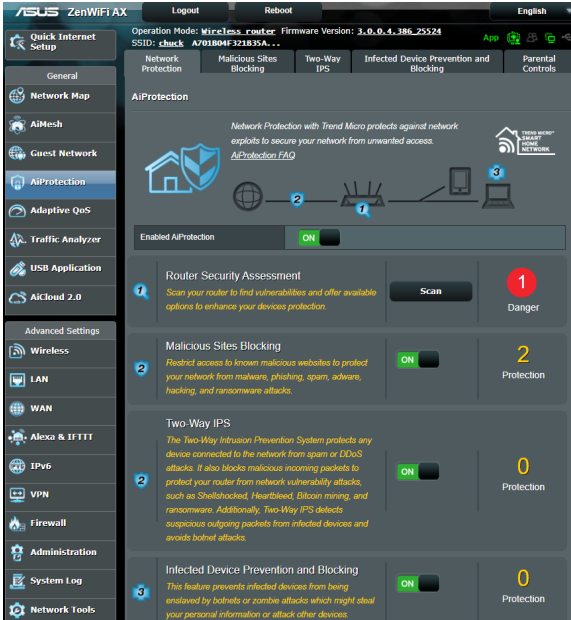 ASUS ZenWiFi AX
Logout
Reboot
English
Quick Internet
Setup
Operation Mode: Wireless router Firmware Version: 3.0.0.4.386_25524
SSID: chuck A701B04F321B35A...
App
General
Network Map
AiMesh
Guest Network
AiProtection
Adaptive QoS
Traffic Analyzer
USB Application
AiCloud 2.0
Advanced Settings
Wireless
LAN
WAN
Alexa & IFTTT
IPv6
VPN
Firewall
Administration
System Log
Network Tools
Network
Protection
Malicious Sites
Blocking
Two-Way
IPS
Infected Device Prevention and
Blocking
Parental
Controls
AiProtection
Network Protection with Trend Micro protects against network
exploits to secure your network from unwanted access.
AiProtection FAQ
TREND MICRO™
SMART
HOME
NETWORK
2
1
3
Enabled AiProtection
ON
1
Router Security Assessment
Scan your router to find vulnerabilities and offer available
options to enhance your devices protection.
Scan
1
Danger
2
Malicious Sites Blocking
Restrict access to known malicious websites to protect
your network from malware, phishing, spam, adware,
hacking, and ransomware attacks.
ON
2
Protection
2
Two-Way IPS
The Two-Way Intrusion Prevention System protects any
device connected to the network from spam or DDoS
attacks. It also blocks malicious incoming packets to
protect your router from network vulnerability attacks,
such as Shellshocked, Heartbleed, Bitcoin mining, and
ransomware. Additionally, Two-Way IPS detects
suspicious outgoing packets from infected devices and
avoids botnet attacks.
ON
0
Protection
3
Infected Device Prevention and Blocking
This feature prevents infected devices from being
enslaved by botnets or zombie attacks which might steal
your personal information or attack other devices.
ON
0
Protection